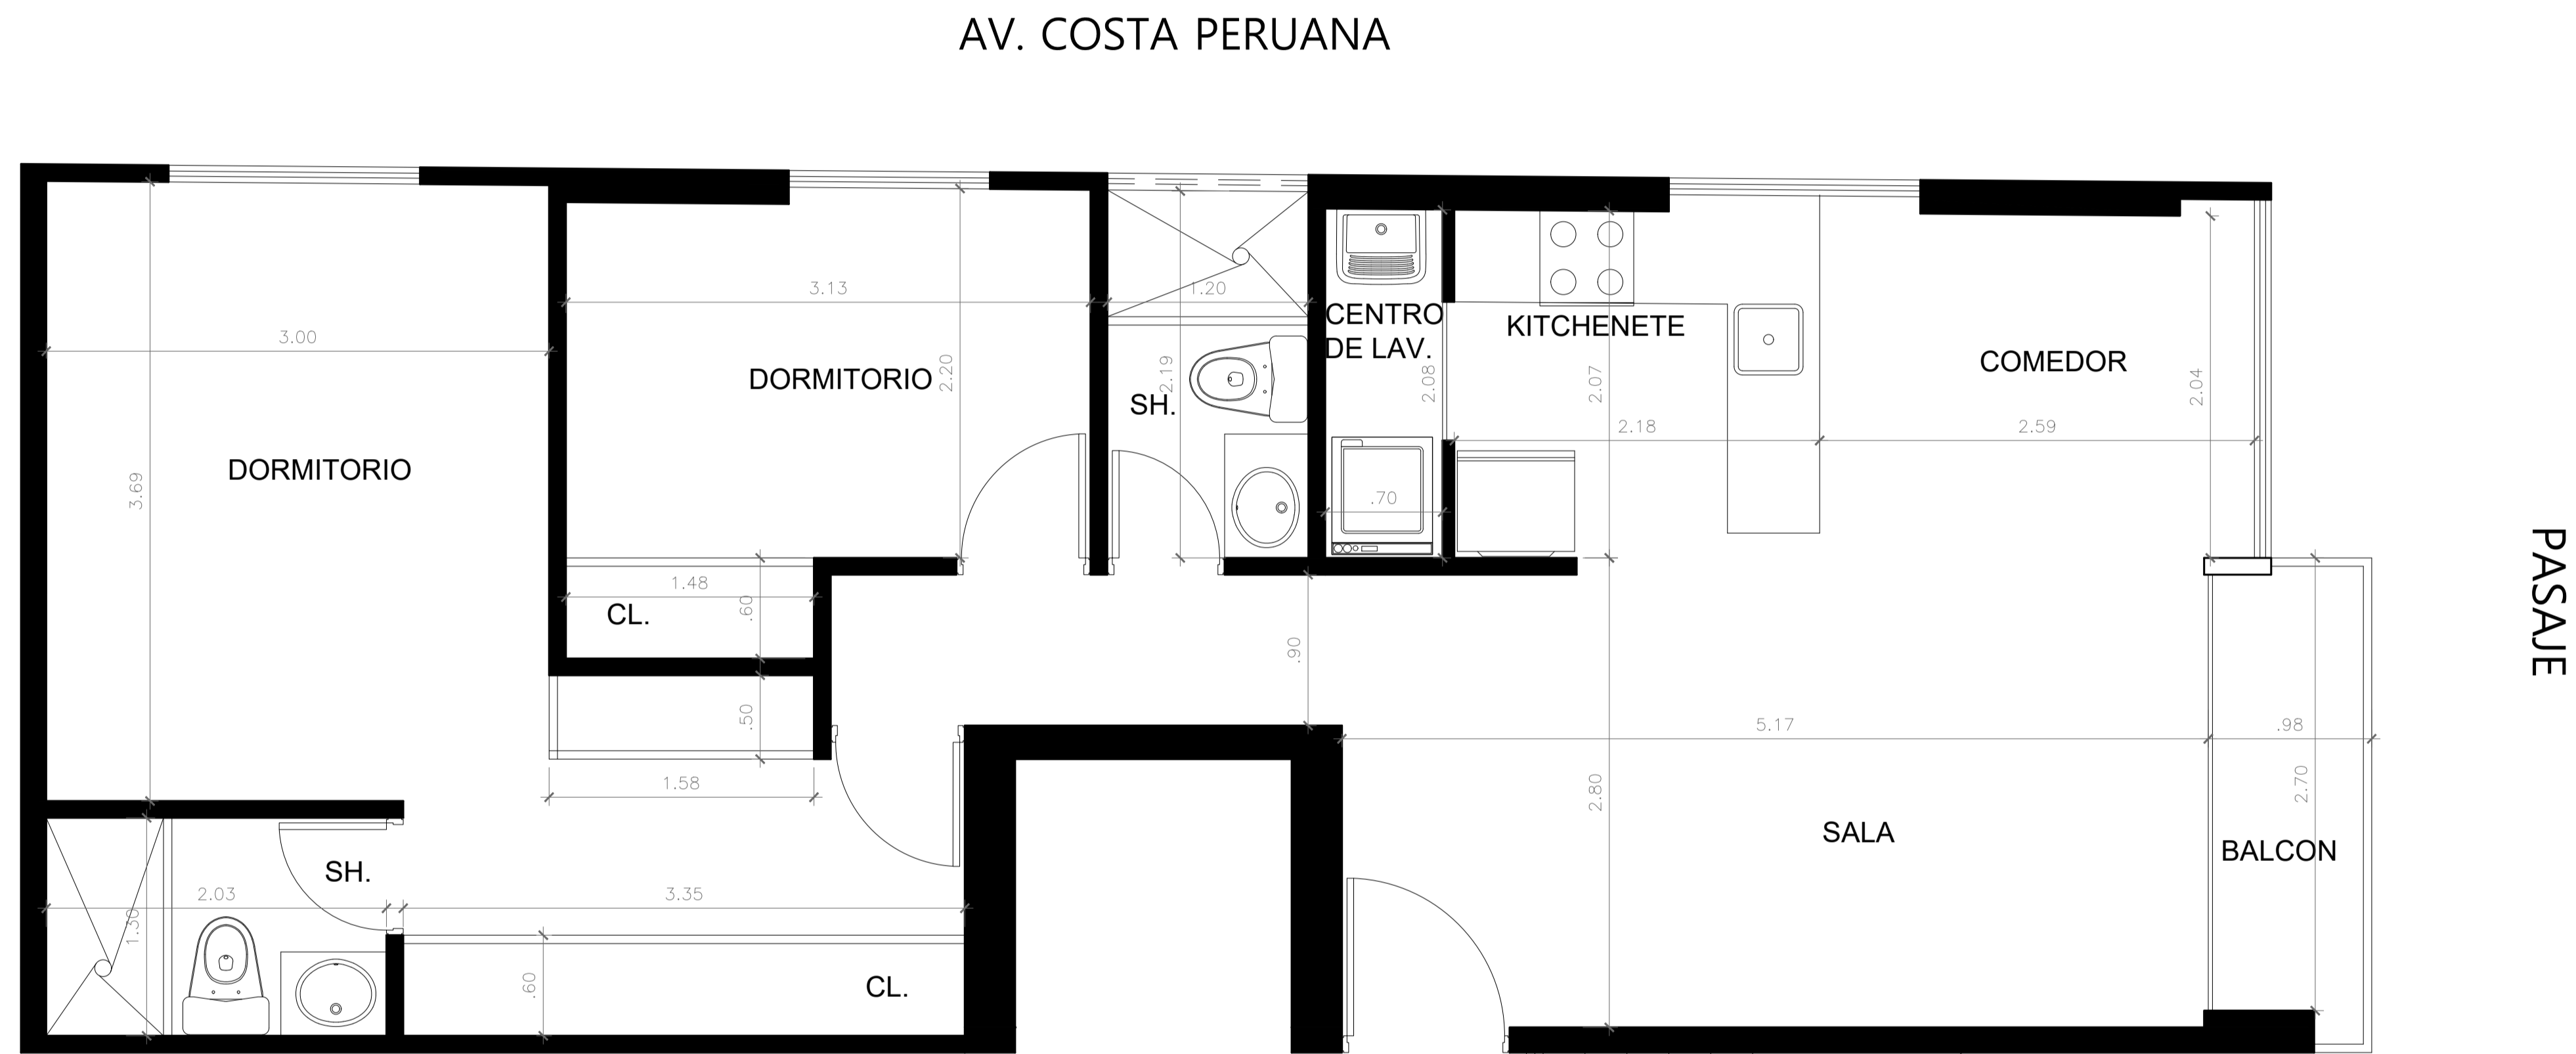 AV. COSTA PERUANA
3.13
1.20
CENTRO
DE LAV.
KITCHENETE
3.00
DORMITORIO
2.20
2.19
SH.
2.08
2.07
COMEDOR
2.04
2.18
2.59
DORMITORIO
3.69
.70
PASAJE
1.48
.60
CL.
.90
.50
5.17
.98
1.58
2.80
2.70
SALA
BALCON
SH.
2.03
3.35
1.30
.60
CL.